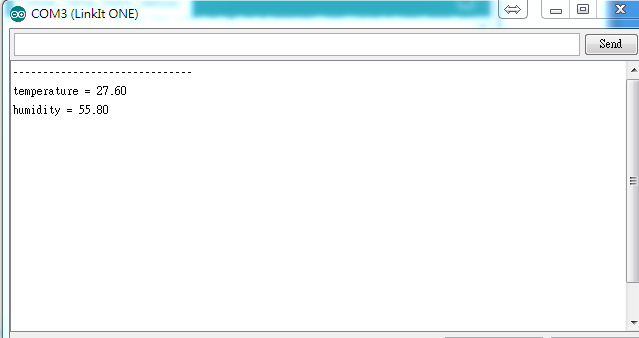 COM3 (LinkIt ONE)
Send
-----------------------------
temperature = 27.60
humidity = 55.80